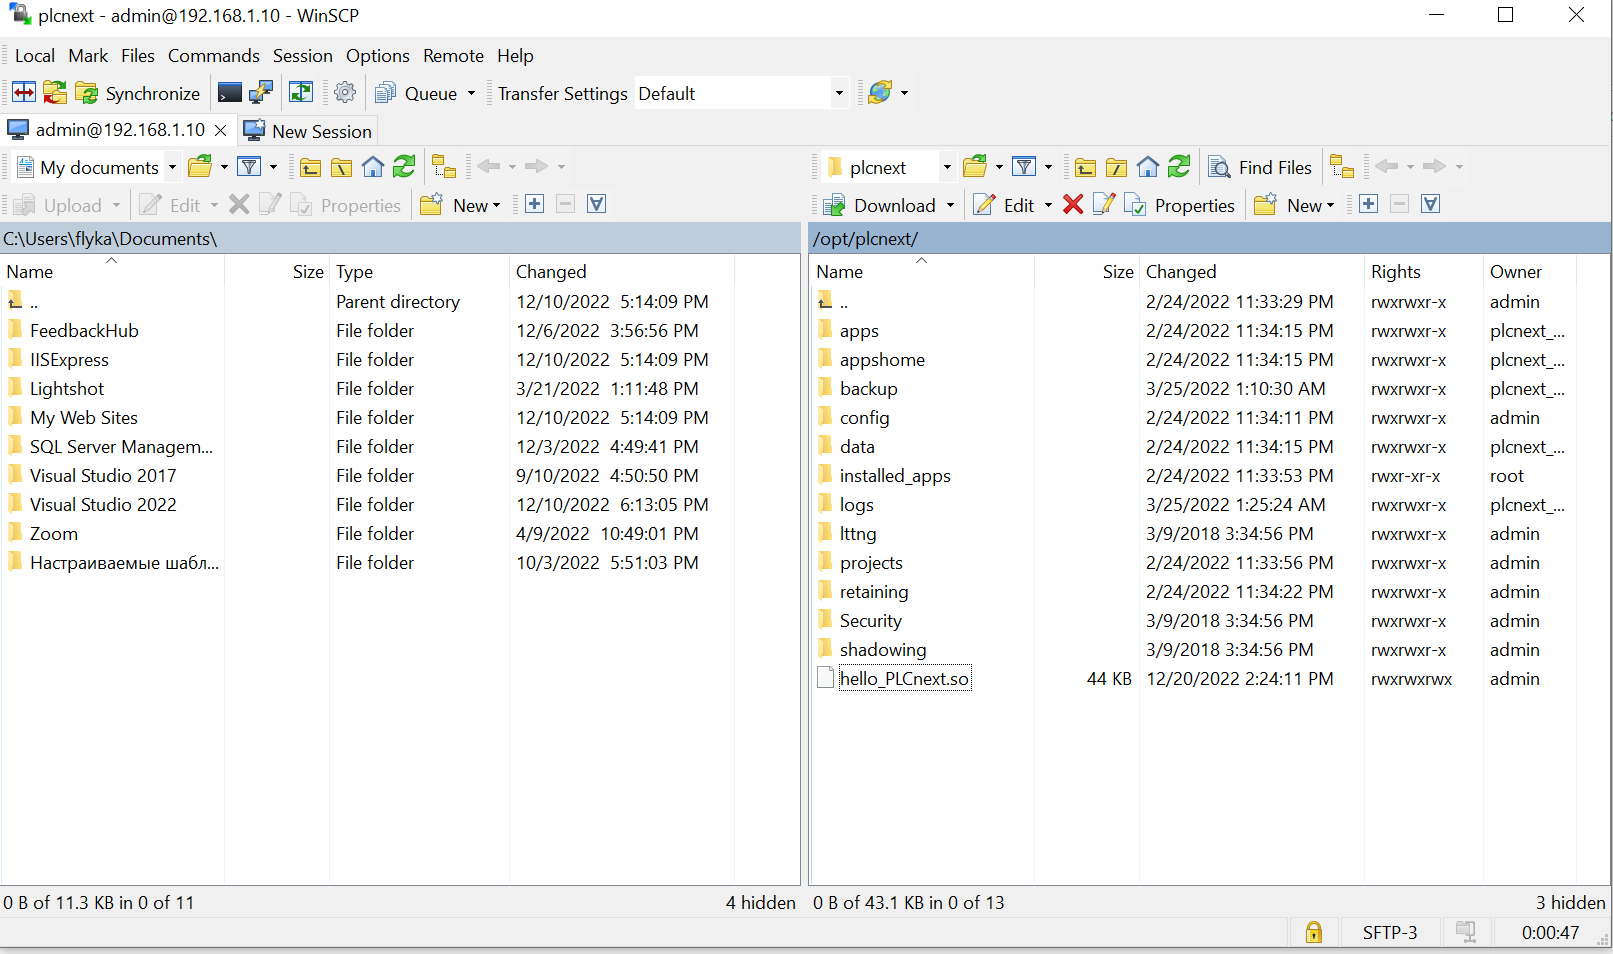 plcnext - admin@192.168.1.10 - WinSCP
Local Mark Files Commands Session Options Remote Help
Synchronize Queue Transfer Settings Default
admin@192.168.1.10 New Session
My documents
Upload Edit Properties New
C:\Users\flyka\Documents\
Name Size Type Changed
.. Parent directory 12/10/2022 5:14:09 PM
FeedbackHub File folder 12/6/2022 3:56:56 PM
IISExpress File folder 12/10/2022 5:14:09 PM
Lightshot File folder 3/21/2022 1:11:48 PM
My Web Sites File folder 12/10/2022 5:14:09 PM
SQL Server Managem... File folder 12/3/2022 4:49:41 PM
Visual Studio 2017 File folder 9/10/2022 4:50:50 PM
Visual Studio 2022 File folder 12/10/2022 6:13:05 PM
Zoom File folder 4/9/2022 10:49:01 PM
Настраиваемые шабл... File folder 10/3/2022 5:51:03 PM
0 B of 11.3 KB in 0 of 11 4 hidden
plcnext Find Files
Download Edit Properties New
/opt/plcnext/
Name Size Changed Rights Owner
.. 2/24/2022 11:33:29 PM rwxrwxr-x admin
apps 2/24/2022 11:34:15 PM rwxrwxr-x plcnext_...
appshome 2/24/2022 11:34:15 PM rwxrwxr-x plcnext_...
backup 3/25/2022 1:10:30 AM rwxrwxr-x plcnext_...
config 2/24/2022 11:34:11 PM rwxrwxr-x admin
data 2/24/2022 11:34:15 PM rwxrwxr-x plcnext_...
installed_apps 2/24/2022 11:33:53 PM rwxr-xr-x root
logs 3/25/2022 1:25:24 AM rwxrwxr-x plcnext_...
lttng 3/9/2018 3:34:56 PM rwxrwxr-x admin
projects 2/24/2022 11:33:56 PM rwxrwxr-x admin
retaining 2/24/2022 11:34:22 PM rwxrwxr-x admin
Security 3/9/2018 3:34:56 PM rwxrwxr-x admin
shadowing 3/9/2018 3:34:56 PM rwxrwxr-x admin
hello_PLCnext.so 44 KB 12/20/2022 2:24:11 PM rwxrwxrwx admin
0 B of 43.1 KB in 0 of 13 3 hidden
SFTP-3 0:00:47